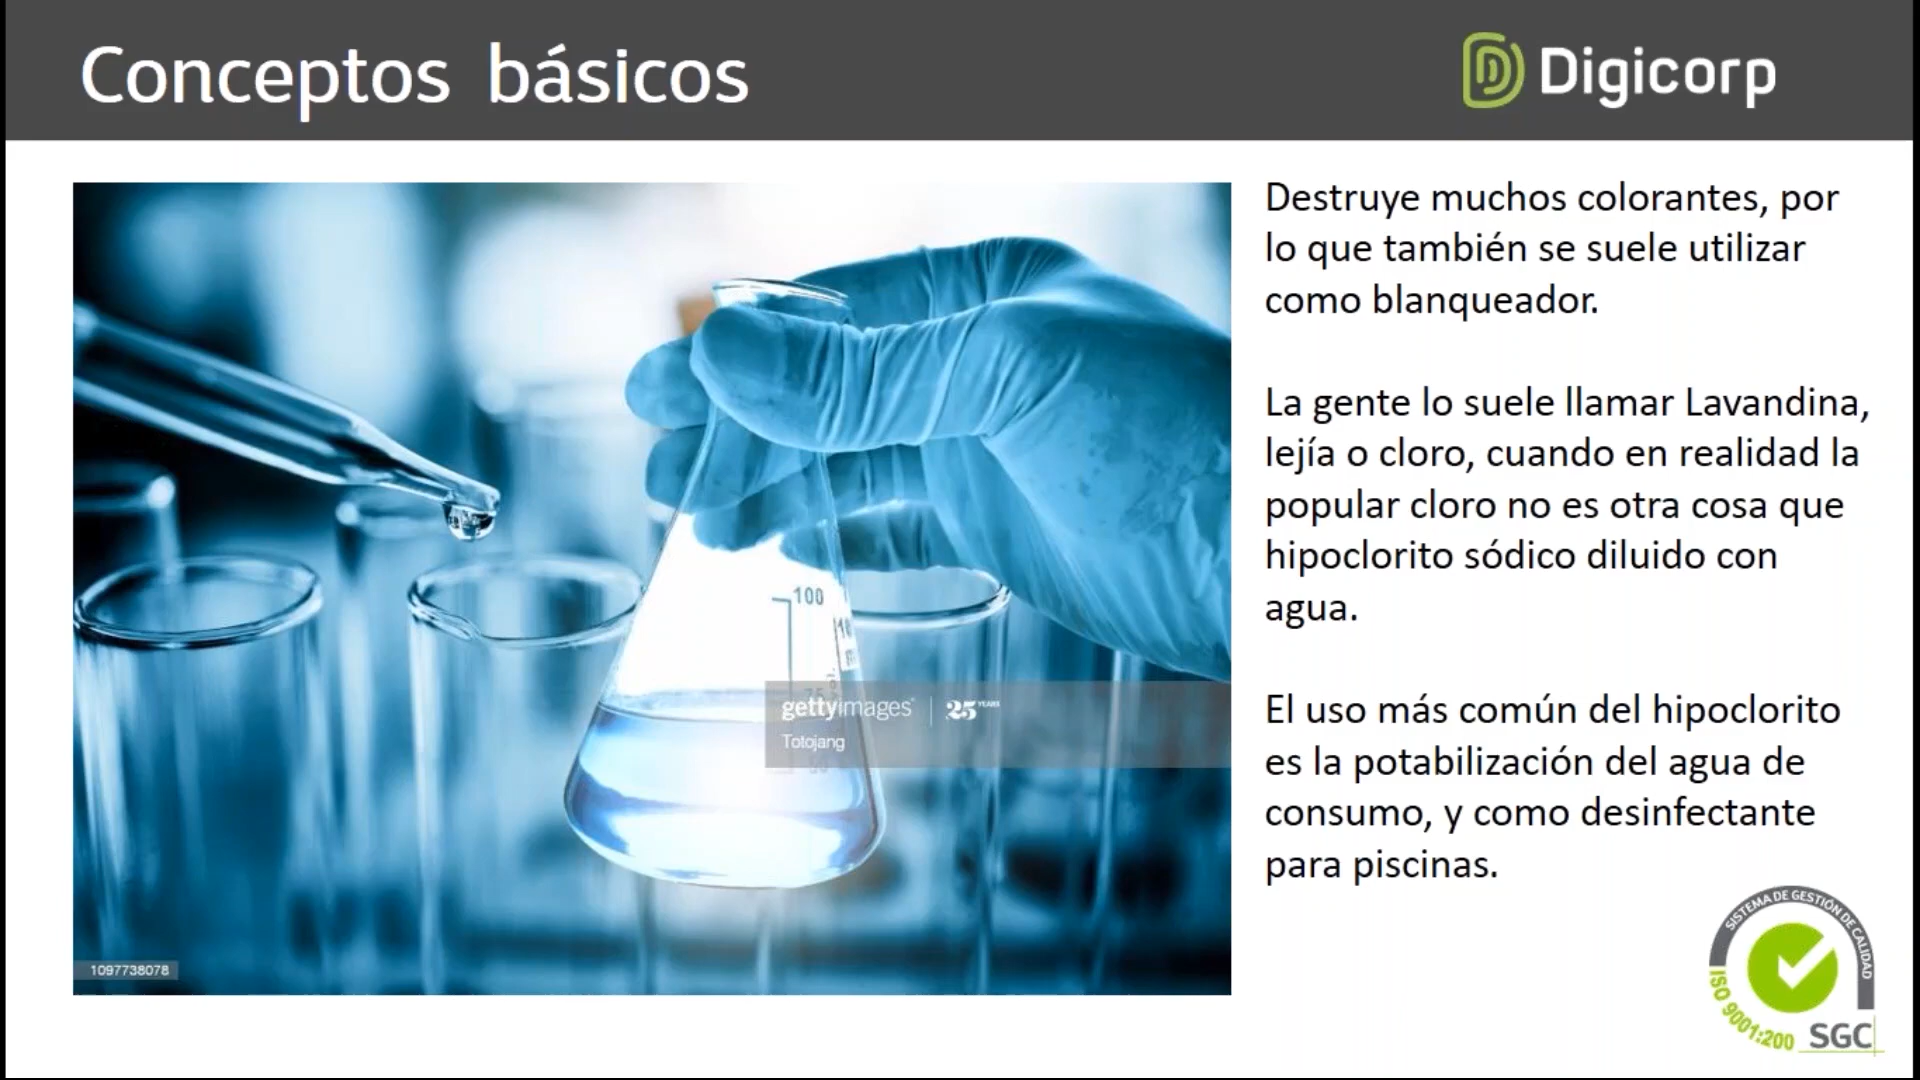 Conceptos básicos
Digicorp
Destruye muchos colorantes, por
lo que también se suele utilizar
como blanqueador.
La gente lo suele llamar Lavandina,
lejía o cloro, cuando en realidad la
popular cloro no es otra cosa que
hipoclorito sódico diluido con
agua.
El uso más común del hipoclorito
es la potabilización del agua de
consumo, y como desinfectante
para piscinas.
100
gettyimages | 25 YEARS
Totojang
1097738078
SISTEMA DE GESTIÓN DE CALIDAD
ISO 9001:200
SGC